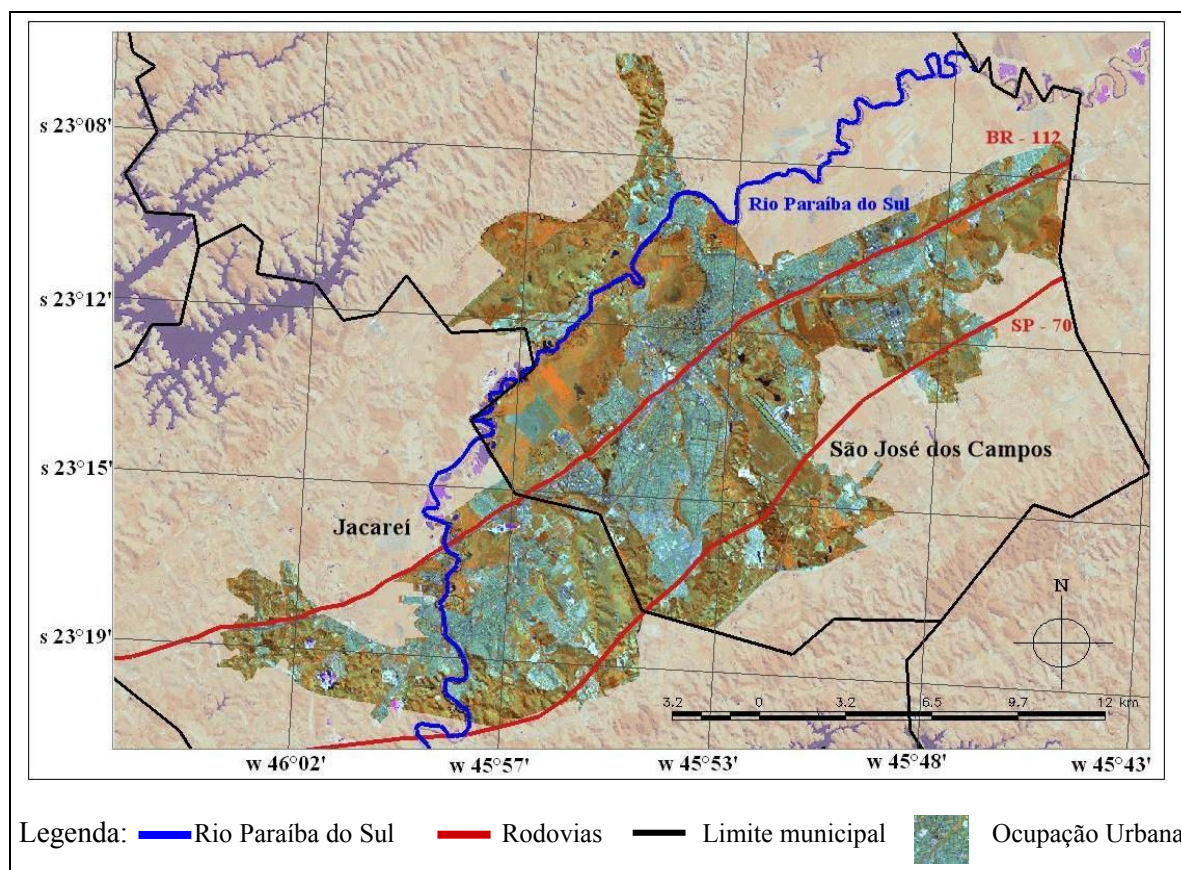 s 23°08'
BR - 112
Rio Paraíba do Sul
s 23°12'
SP - 70
São José dos Campos
s 23°15'
Jacareí
N
s 23°19'
3.2 0 3.2 6.5 9.7 12 km
w 46°02' w 45°57' w 45°53' w 45°48' w 45°43'
Legenda: Rio Paraíba do Sul Rodovias Limite municipal Ocupação Urbana